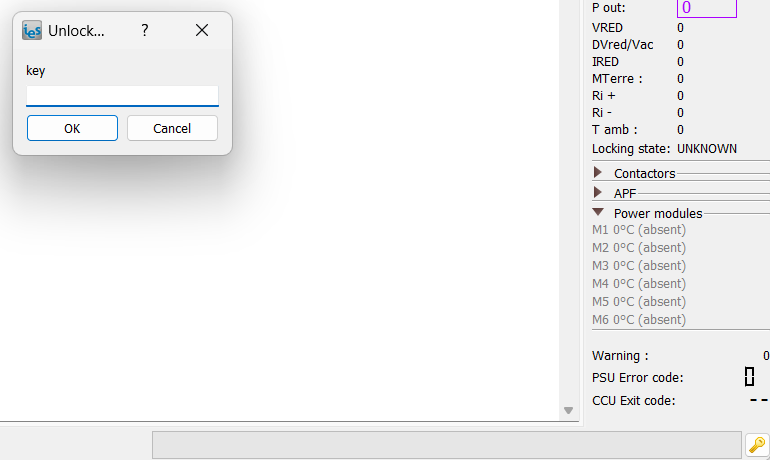 ies Unlock... ?
key
OK Cancel
P out: 0
VRED 0
DVred/Vac 0
IRED 0
MTerre : 0
Ri + 0
Ri - 0
T amb : 0
Locking state: UNKNOWN
Contactors
APF
Power modules
M1 0°C (absent)
M2 0°C (absent)
M3 0°C (absent)
M4 0°C (absent)
M5 0°C (absent)
M6 0°C (absent)
Warning : 0
PSU Error code: 0
CCU Exit code: --